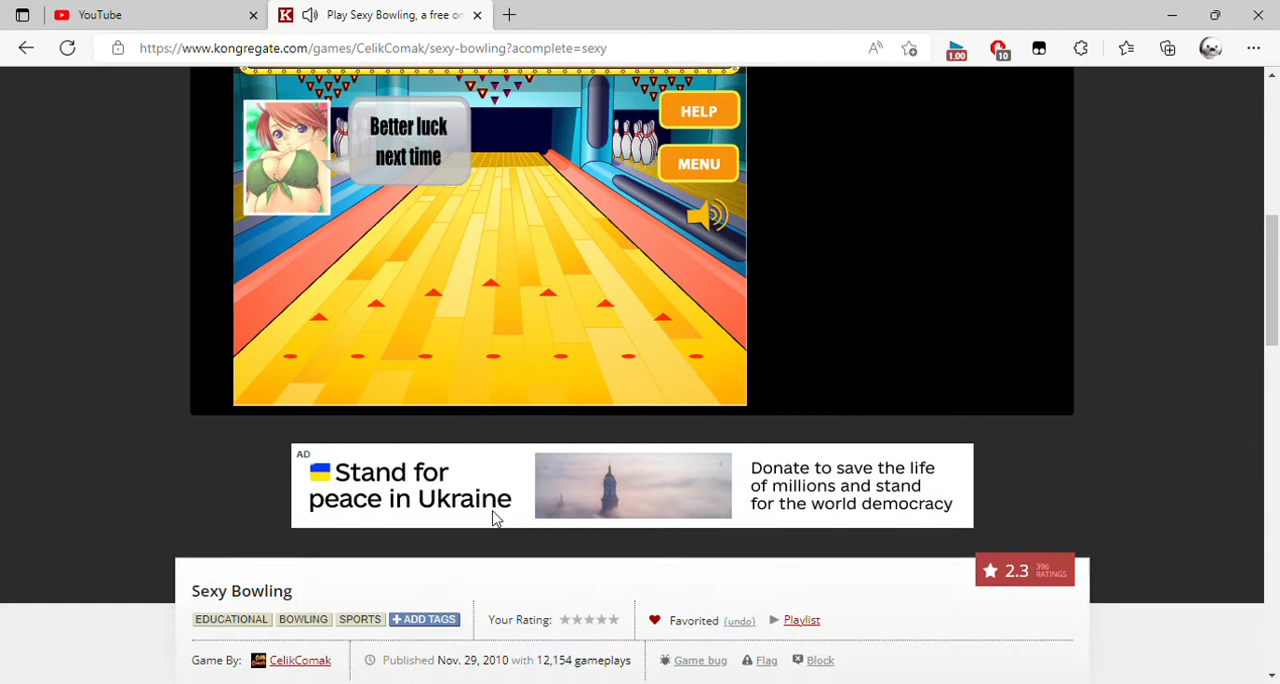 YouTube
Play Sexy Bowling, a free on
https://www.kongregate.com/games/CelikComak/sexy-bowling?acomplete=sexy
1.00
10
Better luck
next time
HELP
MENU
AD
Stand for
peace in Ukraine
Donate to save the life
of millions and stand
for the world democracy
2.3
396
RATINGS
Sexy Bowling
EDUCATIONAL BOWLING SPORTS + ADD TAGS
Your Rating:
Favorited (undo)
Playlist
Game By: CelikComak
Published Nov. 29, 2010 with 12,154 gameplays
Game bug
Flag
Block